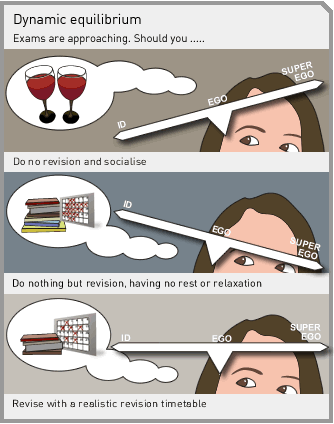 Dynamic equilibrium
Exams are approaching. Should you .....
SUPER
EGO
EGO
ID
Do no revision and socialise
ID
EGO
SUPER
EGO
Do nothing but revision, having no rest or relaxation
SUPER
ID EGO EGO
Revise with a realistic revision timetable